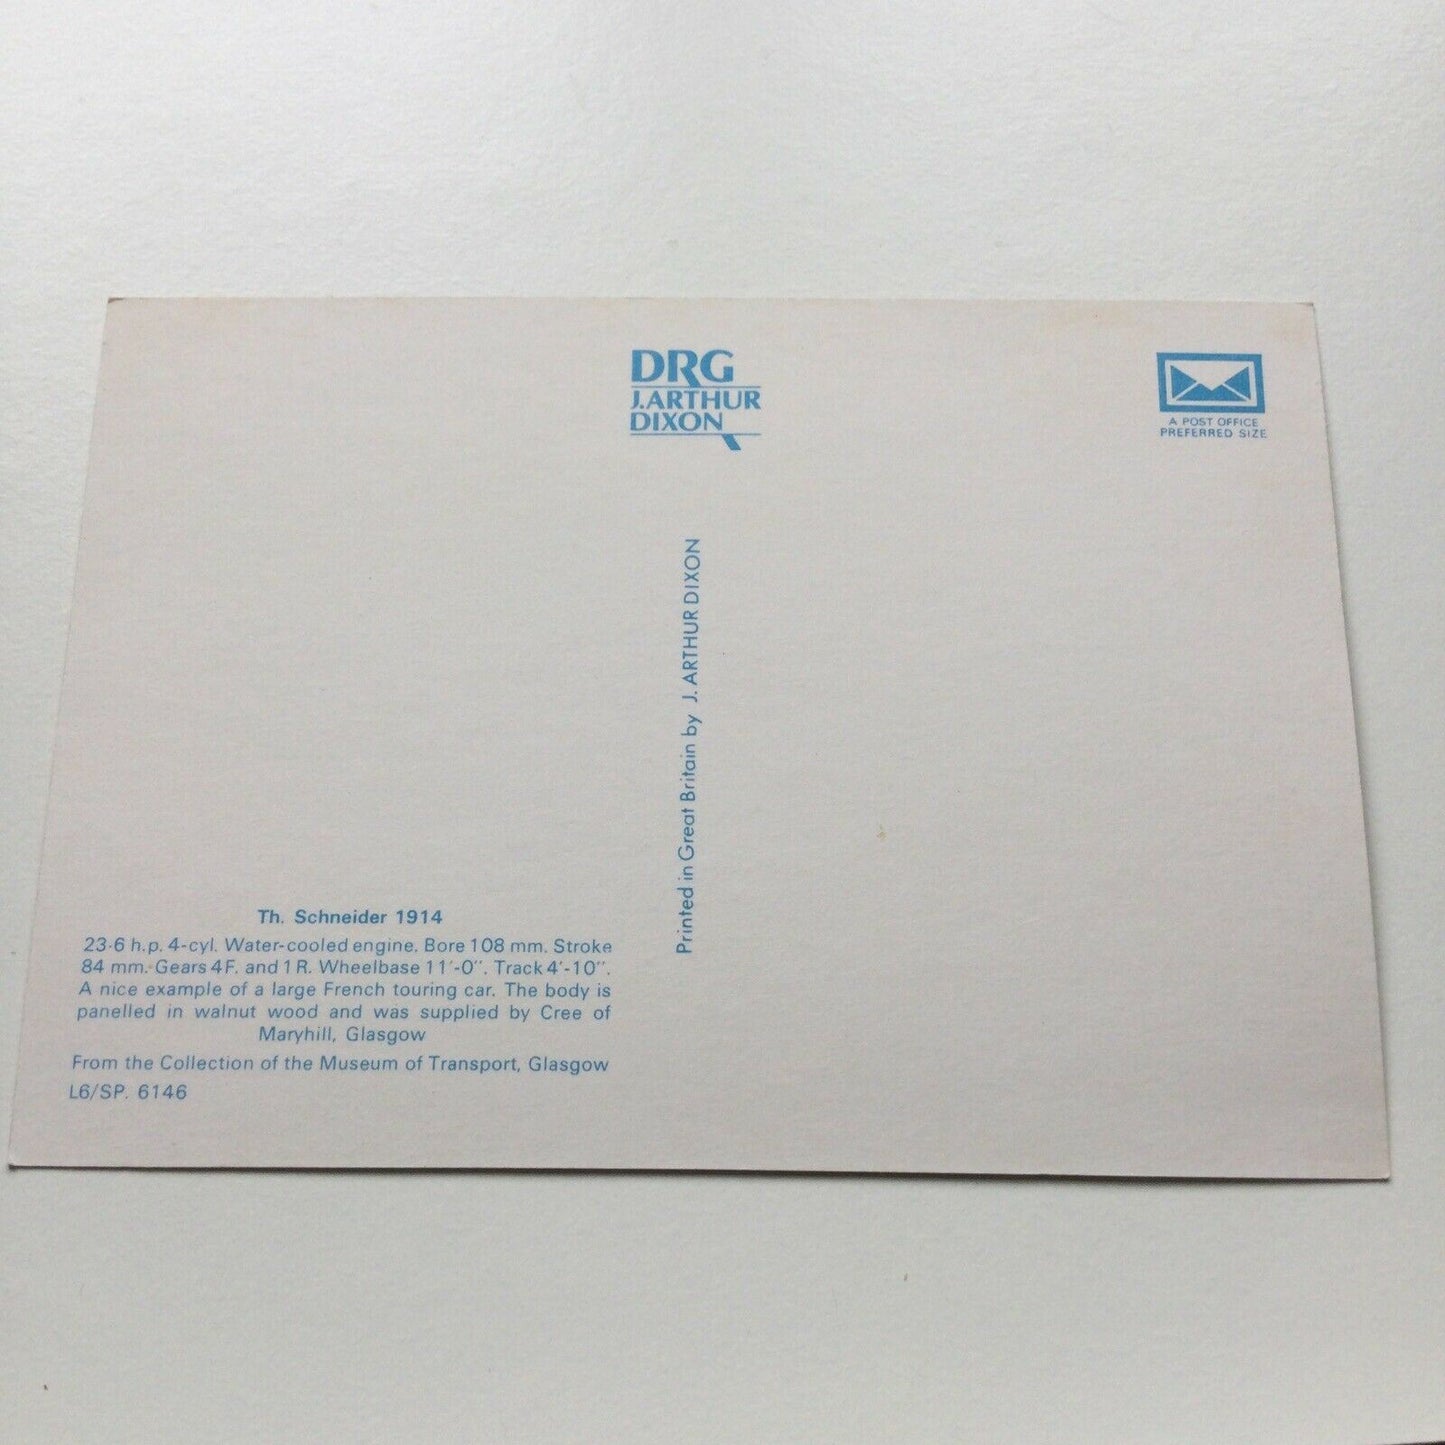 DRG
J.ARTHUR
DIXON
A POST OFFICE
PREFERRED SIZE
Printed in Great Britain by J. ARTHUR DIXON
Th. Schneider 1914
23·6 h.p. 4-cyl. Water-cooled engine. Bore 108 mm. Stroke
84 mm. Gears 4F. and 1R. Wheelbase 11'-0". Track 4'-10".
A nice example of a large French touring car. The body is
panelled in walnut wood and was supplied by Cree of
Maryhill, Glasgow
From the Collection of the Museum of Transport, Glasgow
L6/SP. 6146